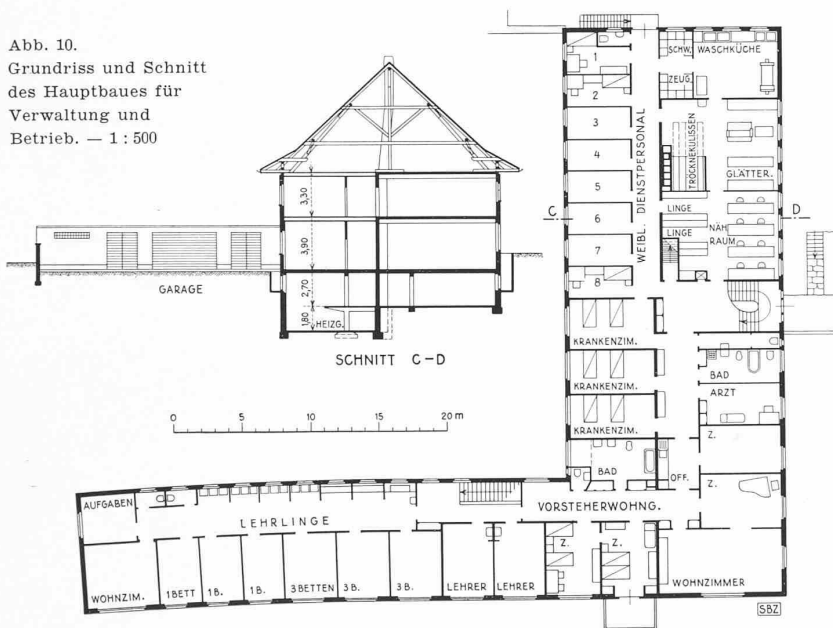 Abb. 10.
Grundriss und Schnitt
des Hauptbaues für
Verwaltung und
Betrieb. — 1 : 500
3,30
3,90
2,70
1,80
HEIZG.
GARAGE
SCHNITT C-D
0 5 10 15 20 m
1
2
3
4
5
6
7
8
WEIBL. DIENSTPERSONAL
SCHW.
ZEUG.
WASCHKÜCHE
TROCKNEKULISSEN
GLÄTTER.
C
D
LINGE
LINGE
NÄH
RAUM
KRANKENZIM.
KRANKENZIM.
KRANKENZIM.
BAD
ARZT
Z.
BAD
OFF.
Z.
VORSTEHERWOHNG.
AUFGABEN
LEHRLINGE
WOHNZIM.
1 BETT
1 B.
1 B.
3 BETTEN
3 B.
3 B.
LEHRER
LEHRER
Z.
Z.
WOHNZIMMER
SBZ